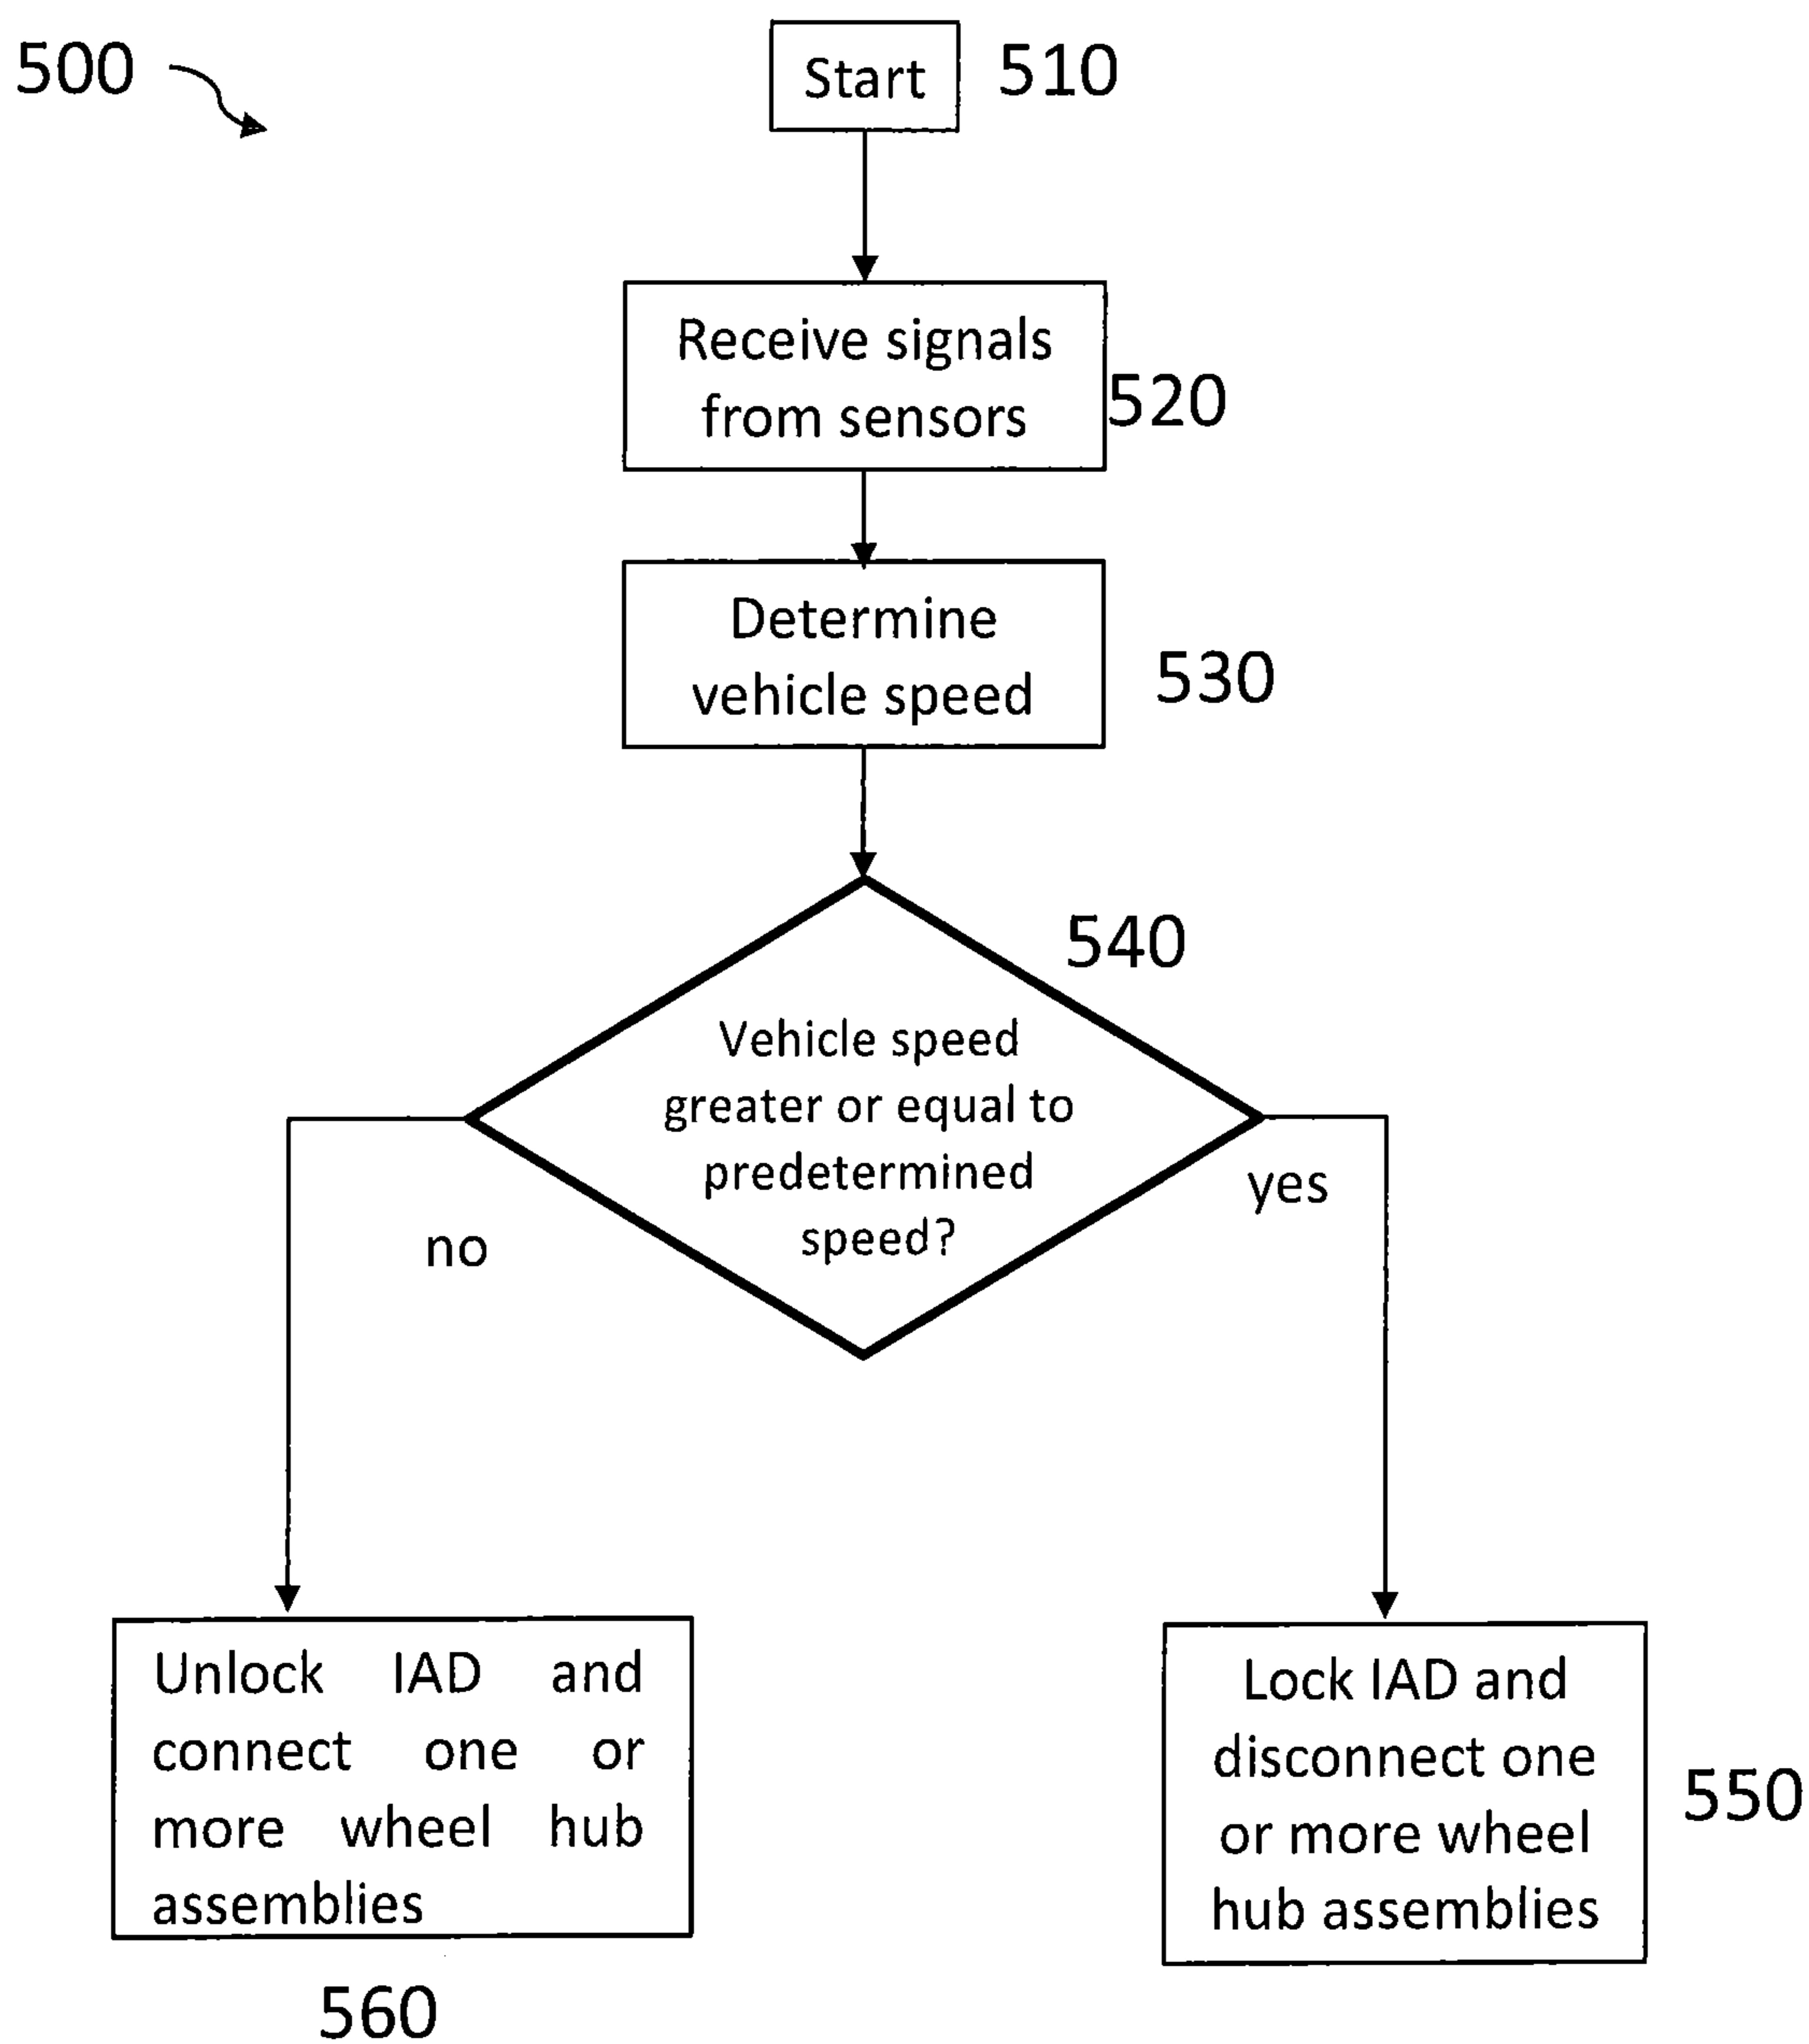 500
Start
510
Receive signals
from sensors
520
Determine
vehicle speed
530
540
Vehicle speed
greater or equal to
predetermined
speed?
yes
no
Unlock IAD and
connect one or
more wheel hub
assemblies
560
Lock IAD and
disconnect one
or more wheel
hub assemblies
550